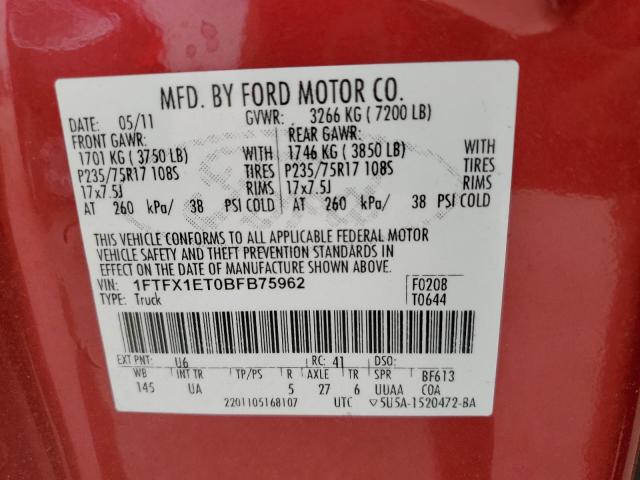 MFD. BY FORD MOTOR CO.
DATE: 05/11 GVWR: 3266 KG ( 7200 LB)
FRONT GAWR: REAR GAWR:
1701 KG ( 3750 LB) WITH 1746 KG ( 3850 LB) WITH
P235/75R17 108S TIRES P235/75R17 108S TIRES
17x7.5J RIMS 17x7.5J RIMS
AT 260 kPa/ 38 PSI COLD AT 260 kPa/ 38 PSI COLD
THIS VEHICLE CONFORMS TO ALL APPLICABLE FEDERAL MOTOR
VEHICLE SAFETY AND THEFT PREVENTION STANDARDS IN
EFFECT ON THE DATE OF MANUFACTURE SHOWN ABOVE.
VIN: 1FTFX1ET0BFB75962 F0208
TYPE: Truck T0644
EXT PNT: U6 RC: 41 DSO:
WB INT TR TP/PS R AXLE TR SPR BF613
145 UA 5 27 6 UUAA COA
2201105168107 UTC ▽5U5A-1520472-BA